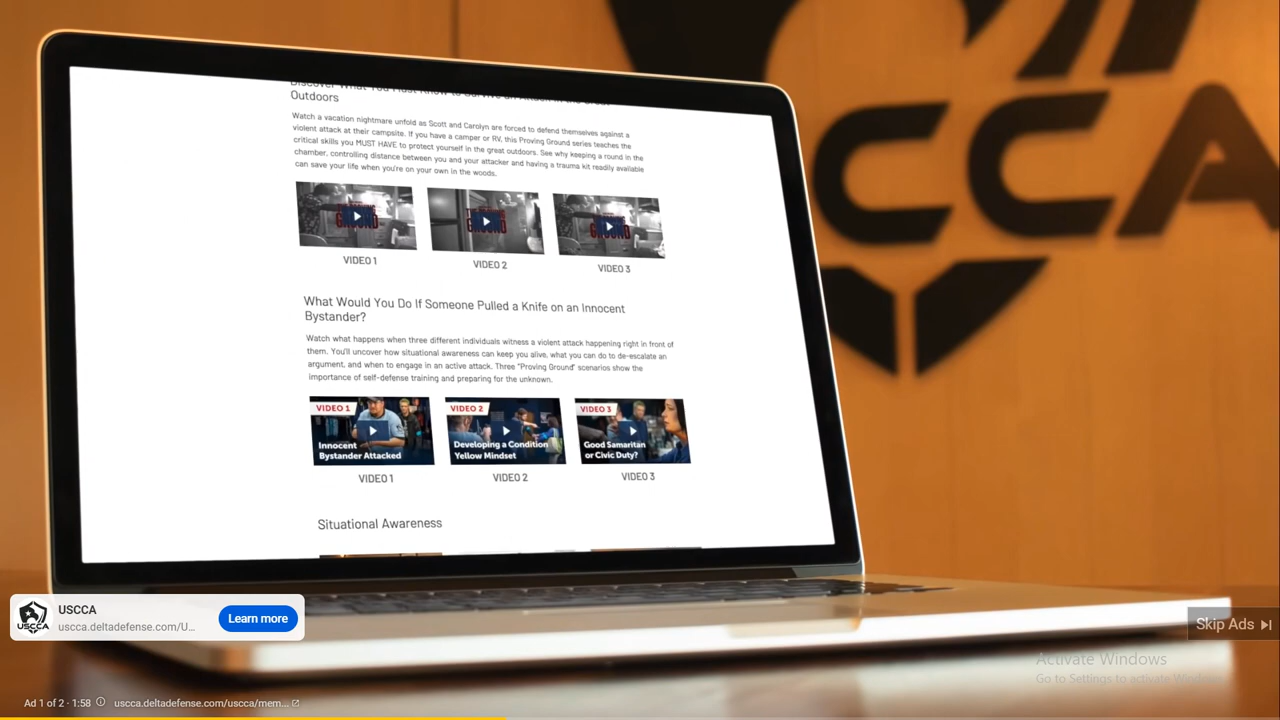 Outdoors
Watch a vacation nightmare unfold as Scott and Carolyn are forced to defend themselves against a
violent attack at their campsite. If you have a camper or RV, this Proving Ground series teaches the
critical skills you MUST HAVE to protect yourself in the great outdoors. See why keeping a round in the
chamber, controlling distance between you and your attacker and having a trauma kit readily available
can save your life when you're on your own in the woods.
GROUND
GROUND
GROUND
VIDEO 1
VIDEO 2
VIDEO 3
What Would You Do If Someone Pulled a Knife on an Innocent
Bystander?
Watch what happens when three different individuals witness a violent attack happening right in front of
them. You'll uncover how situational awareness can keep you alive, what you can do to de-escalate an
argument, and when to engage in an active attack. Three "Proving Ground" scenarios show the
importance of self-defense training and preparing for the unknown.
VIDEO 1
Innocent
Bystander Attacked
VIDEO 2
Developing a Condition
Yellow Mindset
VIDEO 3
Good Samaritan
or Civic Duty?
VIDEO 1
VIDEO 2
VIDEO 3
Situational Awareness
CCA
USCCA
USCCA
uscca.deltadefense.com/U...
Learn more
Skip Ads
Activate Windows
Go to Settings to activate Windows.
Ad 1 of 2 · 1:58
uscca.deltadefense.com/uscca/mem...